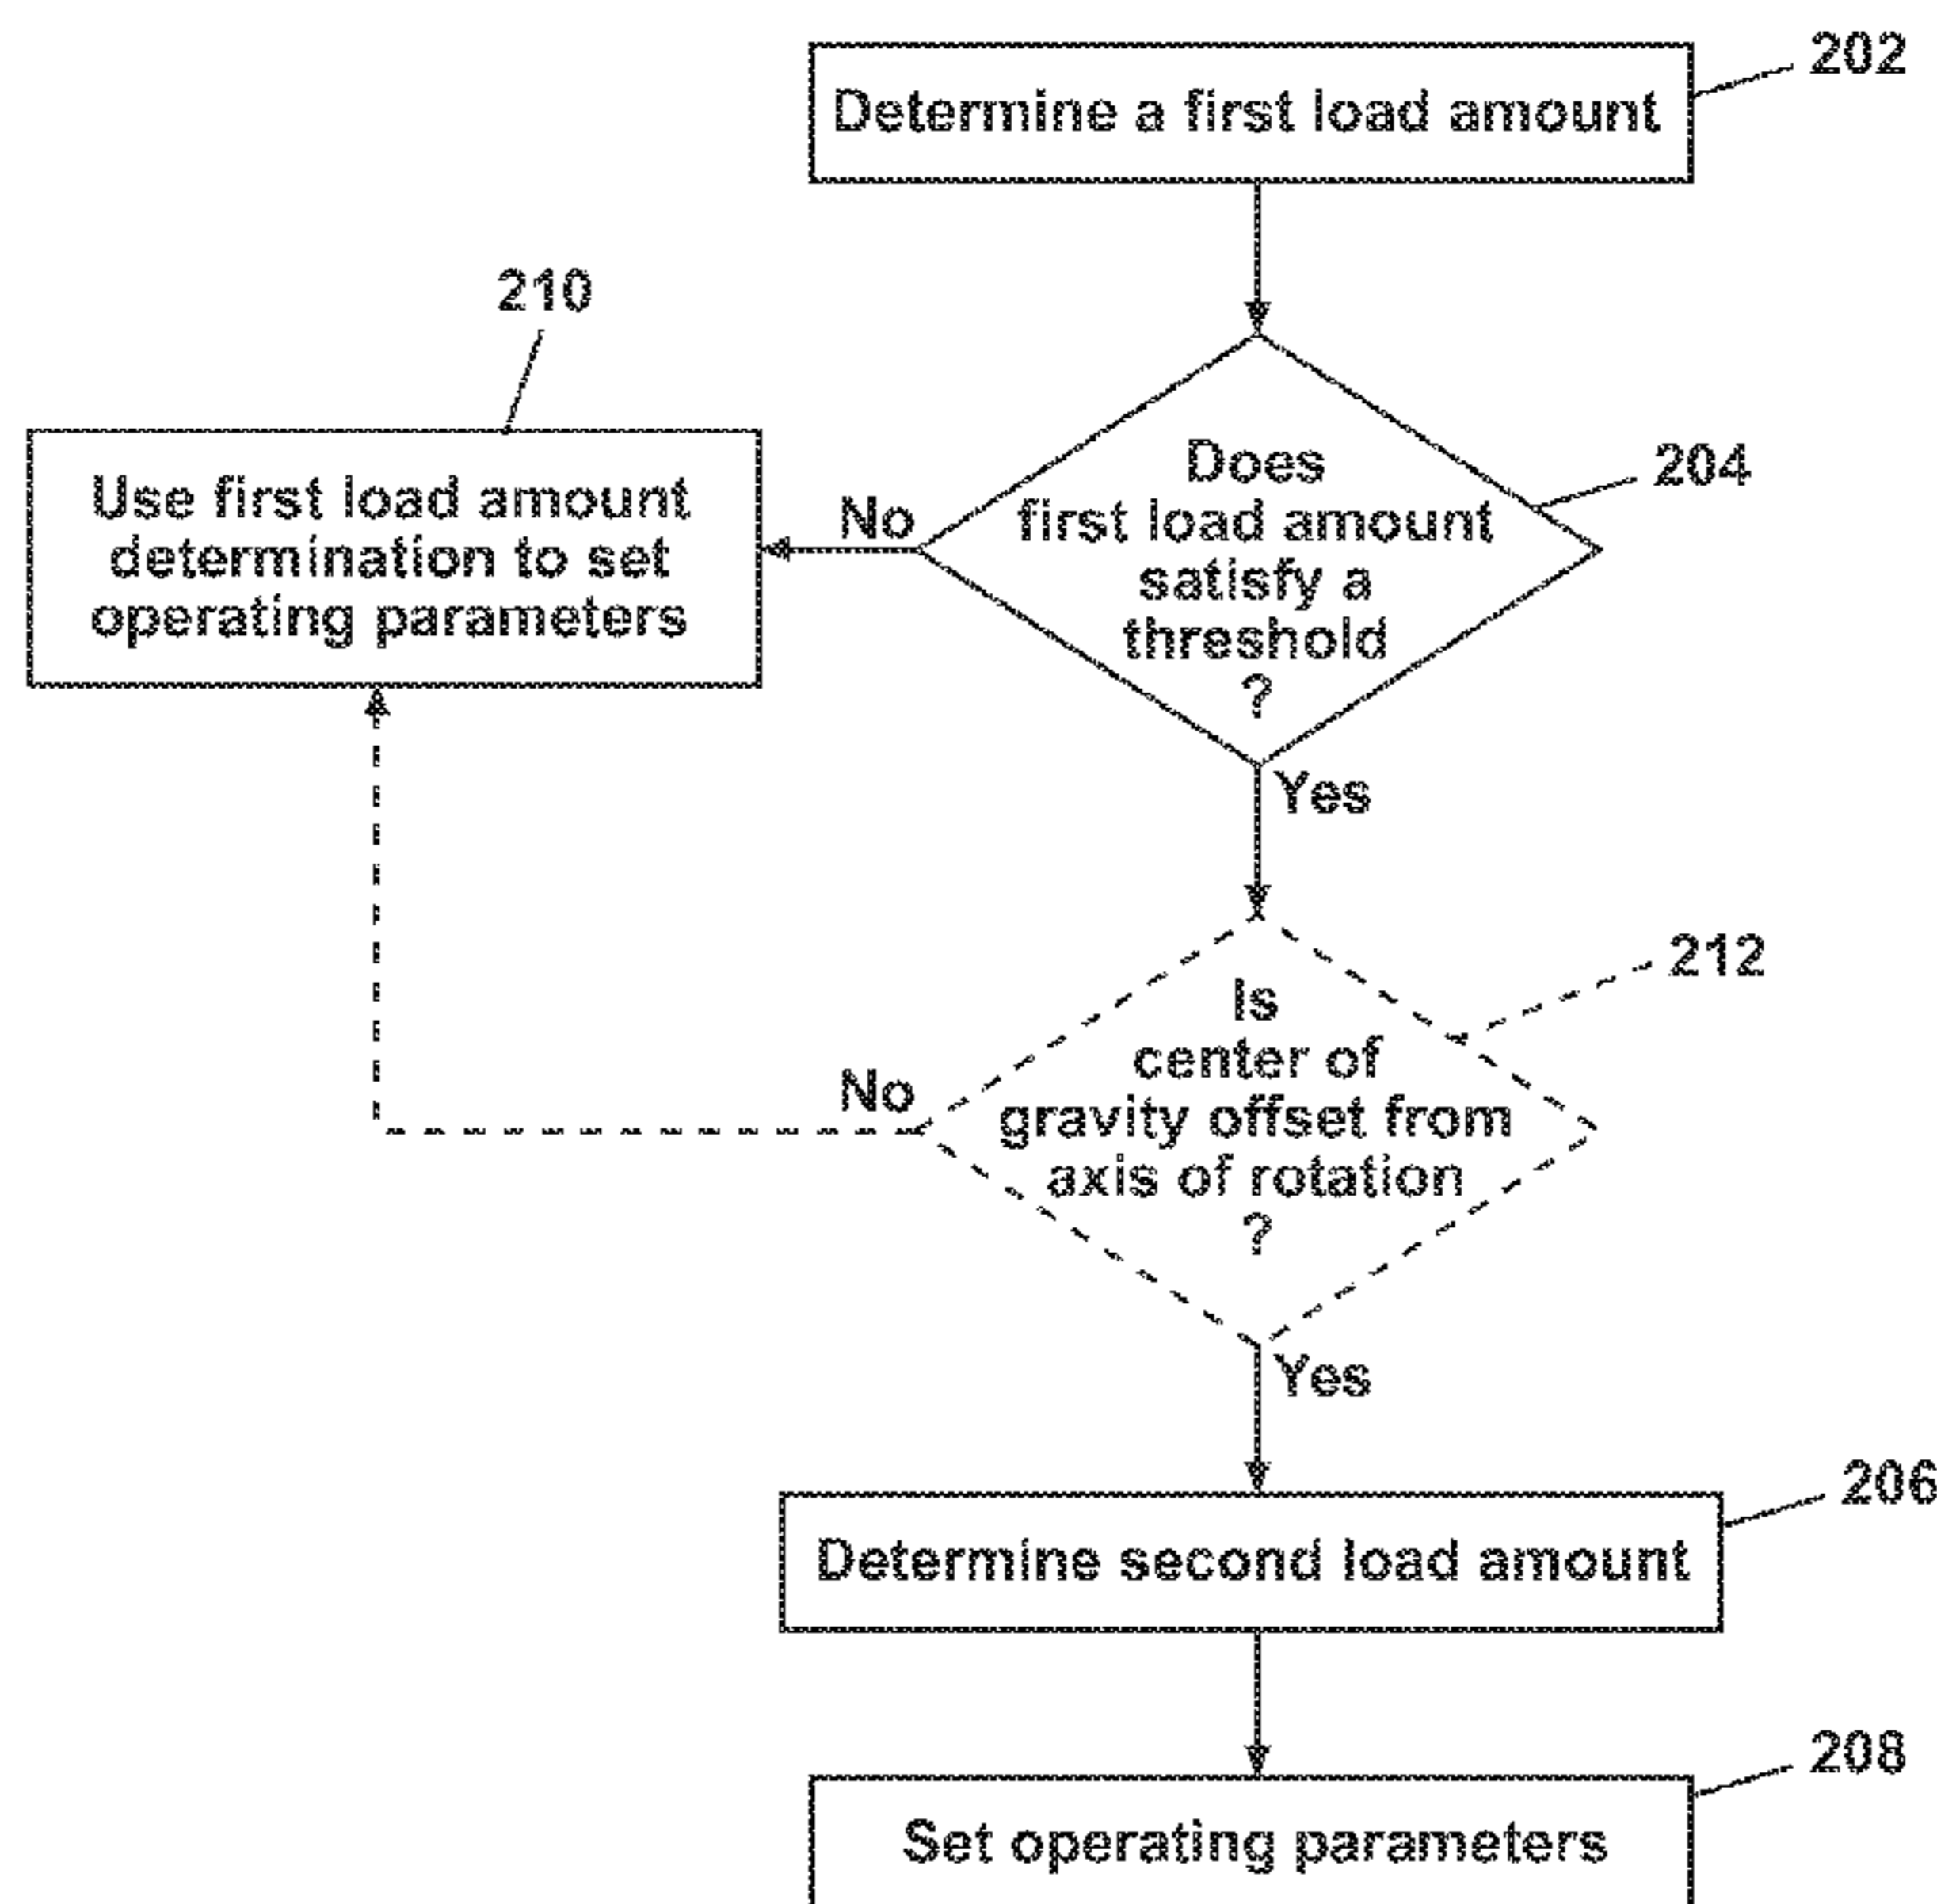 202
Determine a first load amount
210
204
Does
first load amount
satisfy a
threshold
?
No
Use first load amount
determination to set
operating parameters
Yes
212
Is
center of
gravity offset from
axis of rotation
?
No
Yes
206
Determine second load amount
208
Set operating parameters